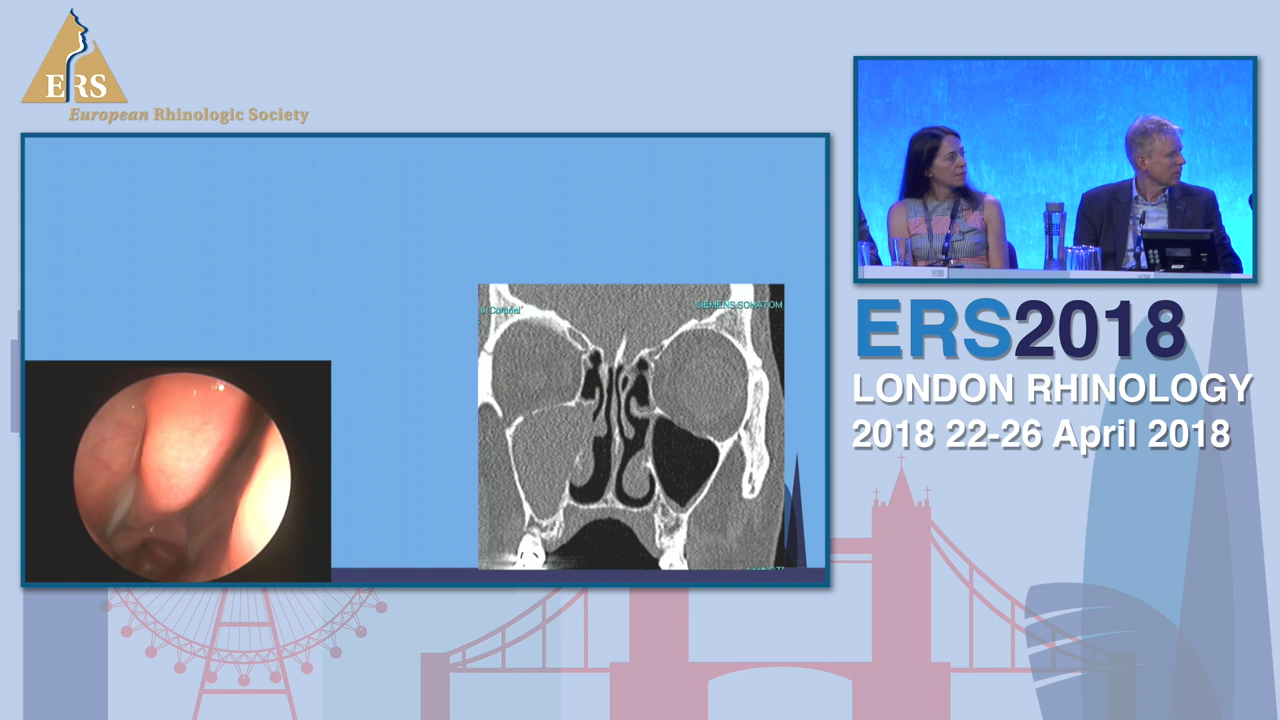 ERS
European Rhinologic Society
SIEMENS SOMATOM
ERS2018
LONDON RHINOLOGY
2018 22-26 April 2018